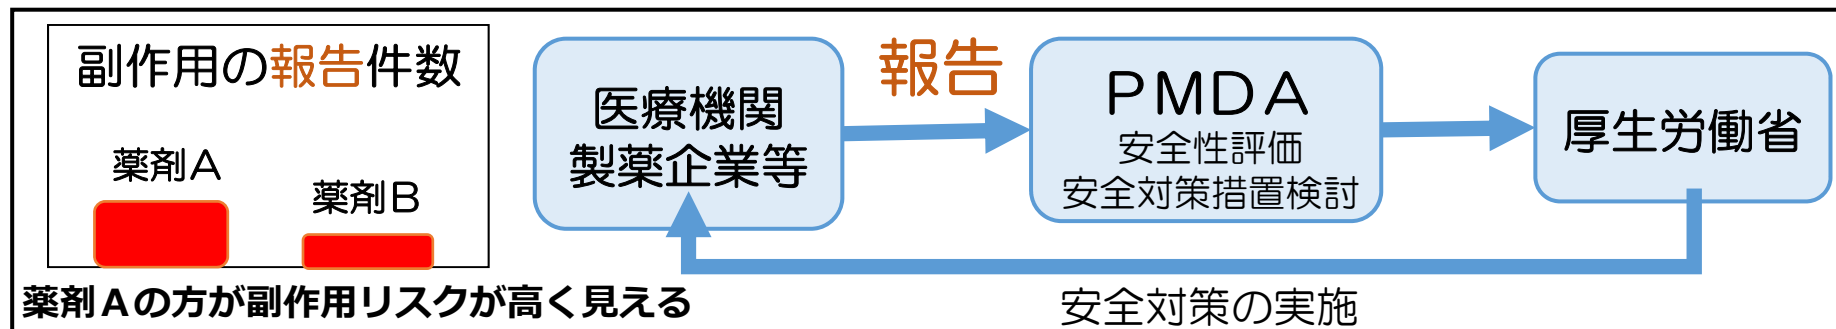 副作用の報告件数
薬剤A
薬剤B
薬剤Aの方が副作用リスクが高く見える
医療機関
製薬企業等
報告
PMDA
安全性評価
安全対策措置検討
厚生労働省
安全対策の実施